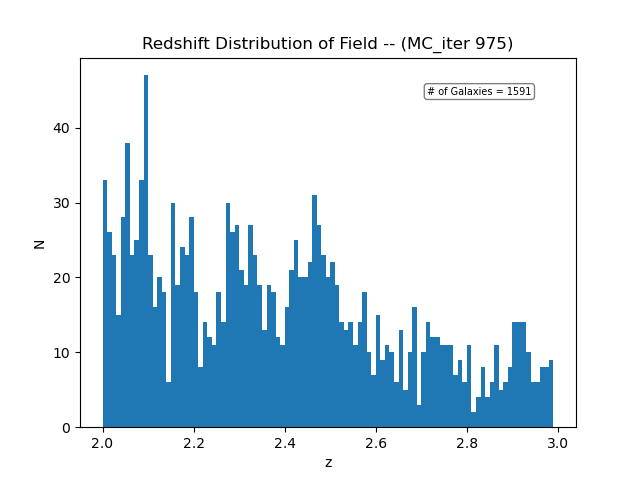 Redshift Distribution of Field -- (MC_iter 975)
# of Galaxies = 1591
N
40
30
20
10
0
2.0 2.2 2.4 2.6 2.8 3.0
z